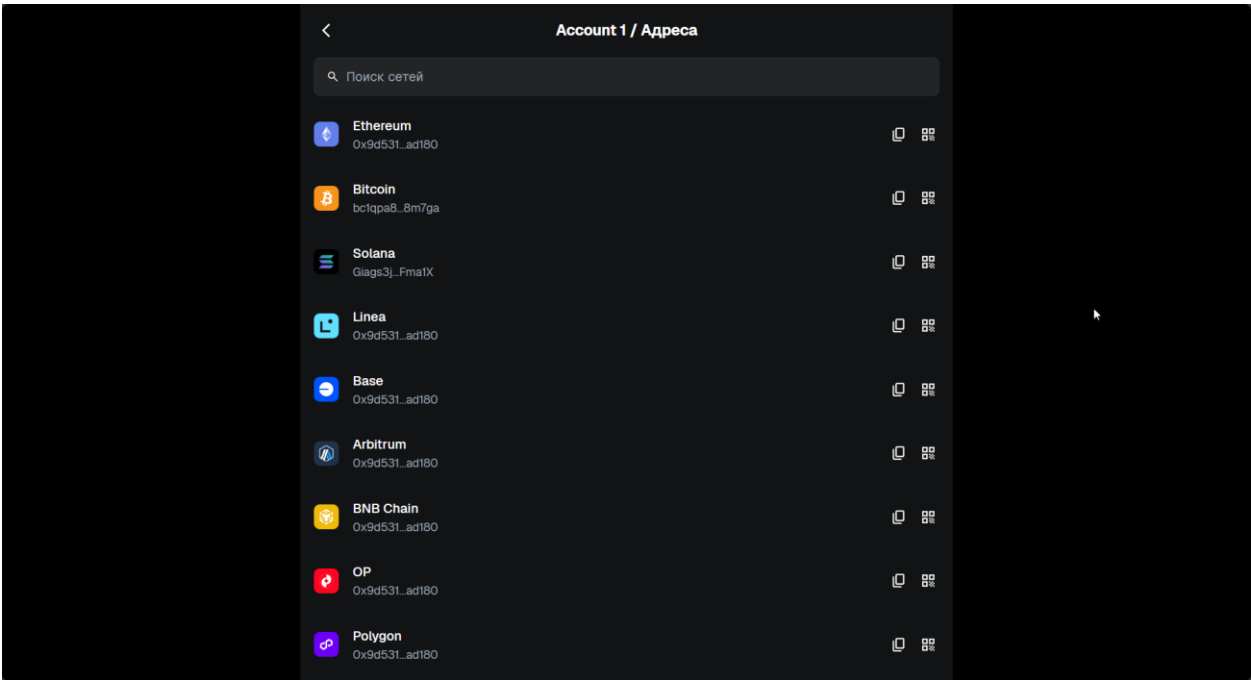 Account 1 / Адреса
Поиск сетей
Ethereum
0x9d531...ad180
Bitcoin
bc1qpa8...8m7ga
Solana
Giags3j...Fma1X
Linea
0x9d531...ad180
Base
0x9d531...ad180
Arbitrum
0x9d531...ad180
BNB Chain
0x9d531...ad180
OP
0x9d531...ad180
Polygon
0x9d531...ad180